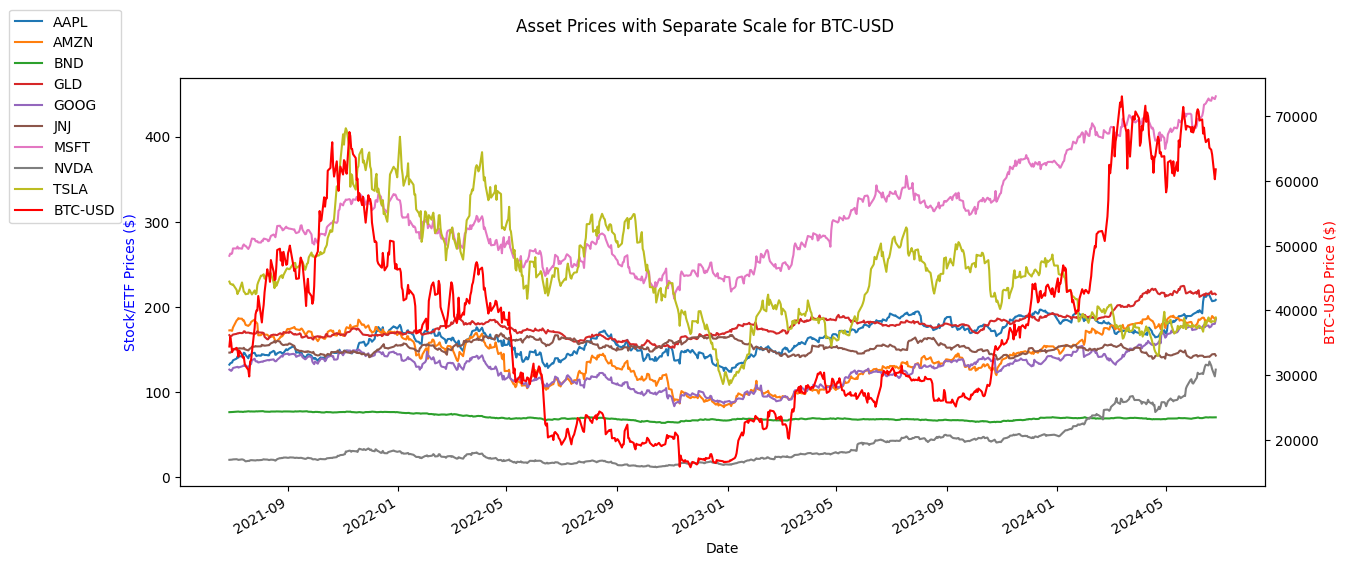 Asset Prices with Separate Scale for BTC-USD
AAPL
AMZN
BND
GLD
GOOG
JNJ
MSFT
NVDA
TSLA
BTC-USD
Stock/ETF Prices ($)
400
300
200
100
0
70000
60000
50000
40000
30000
20000
BTC-USD Price ($)
2021-09
2022-01
2022-05
2022-09
2023-01
2023-05
2023-09
2024-01
2024-05
Date